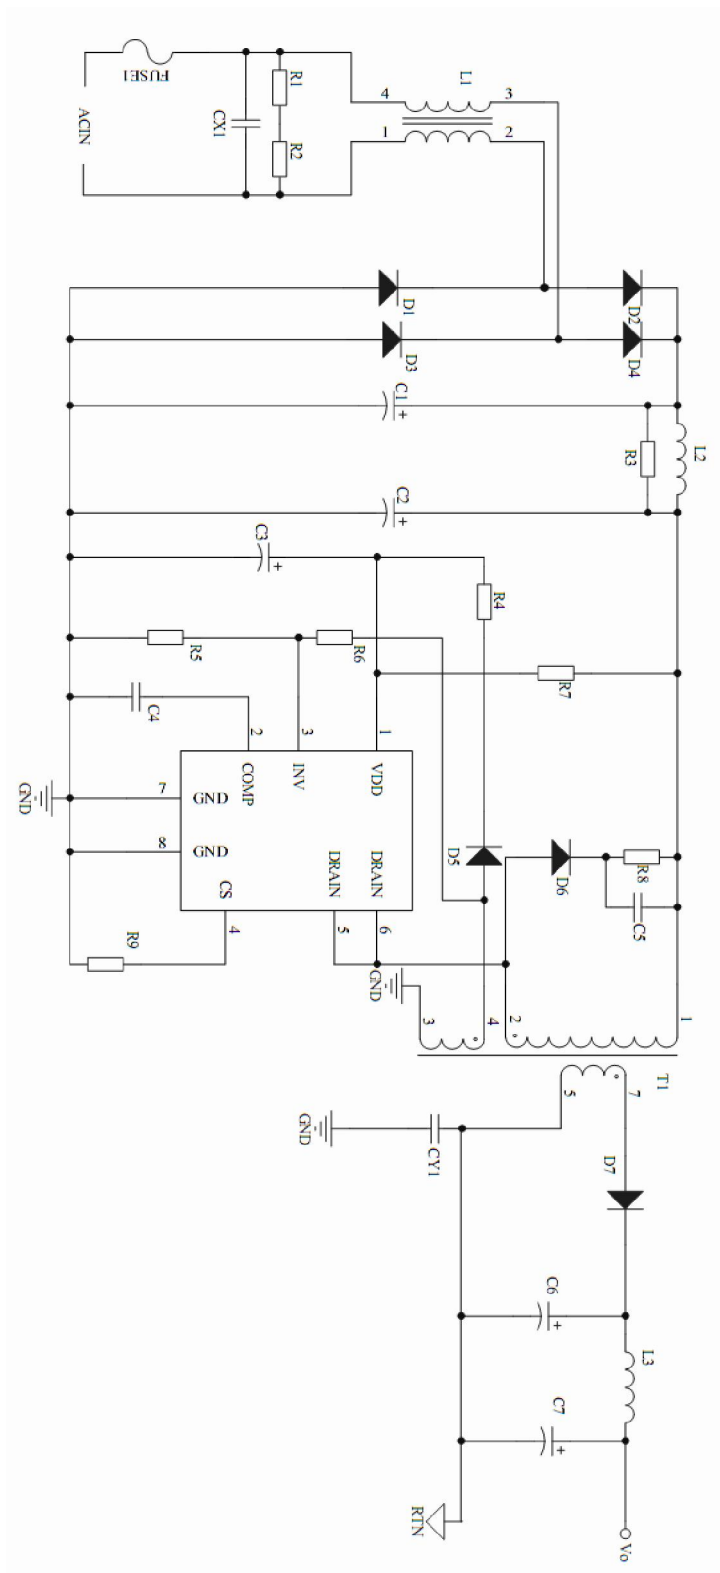 FUSE1
ACIN
CX1
R1
R2
L1
4
3
1
2
D1
D2
D3
D4
C1
R3
L2
C2
C3
R4
R5
R6
R7
C4
2
3
1
COMP
INV
VDD
GND
7
GND
8
GND
CS
DRAIN
DRAIN
4
5
6
R9
D5
D6
R8
C5
GND
3
4
2
1
T1
5
7
GND
CY1
D7
C6
L3
C7
RTN
Vo